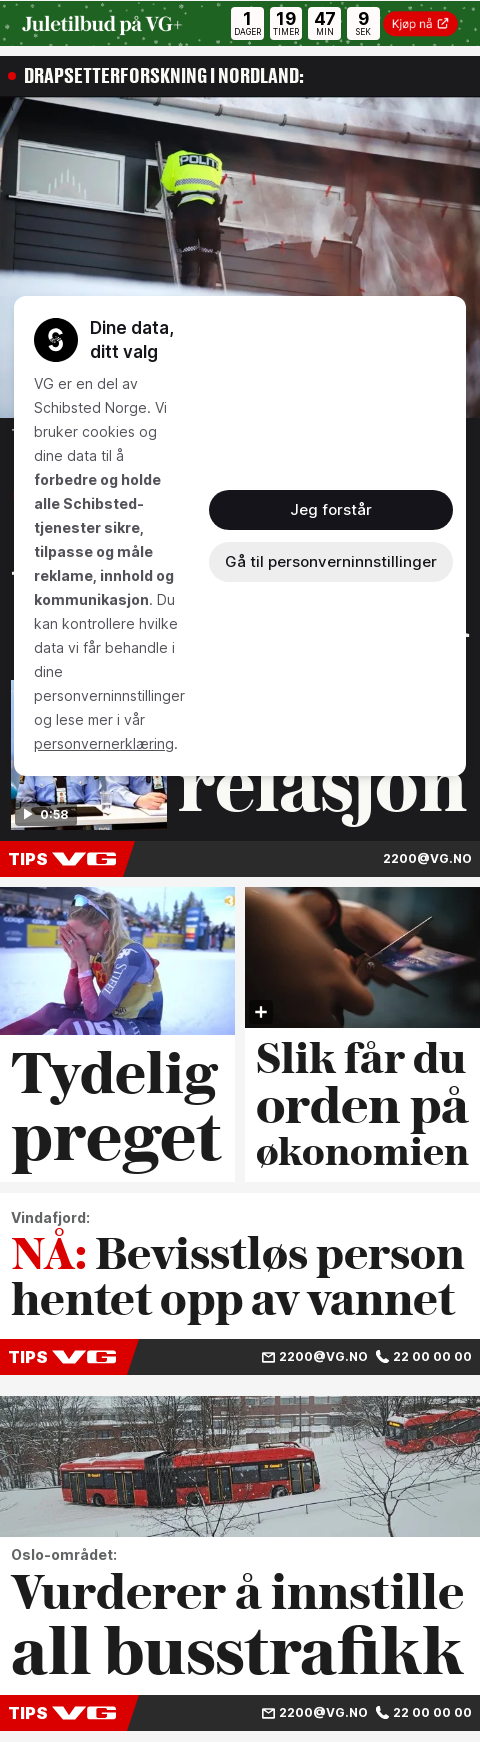 Juletilbud på VG+
1 19 47 9
DAGER TIMER MIN SEK
Kjøp nå
DRAPSETTERFORSKNING I NORDLAND:
POLITI
Dine data,
ditt valg
VG er en del av
Schibsted Norge. Vi
bruker cookies og
dine data til å
forbedre og holde
alle Schibsted-
tjenester sikre,
tilpasse og måle
reklame, innhold og
kommunikasjon. Du
kan kontrollere hvilke
data vi får behandle i
dine
personverninnstillinger
og lese mer i vår
personvernerklæring.
Jeg forstår
Gå til personverninnstillinger
0:58
relasjon
TIPS VG
2200@VG.NO
coop
STIFEL
USA
Tydelig
preget
Slik får du
orden på
økonomien
Vindafjord:
NÅ: Bevisstløs person
hentet opp av vannet
TIPS VG 2200@VG.NO 22 00 00 00
Oslo-området:
Vurderer å innstille
all busstrafikk
TIPS VG 2200@VG.NO 22 00 00 00